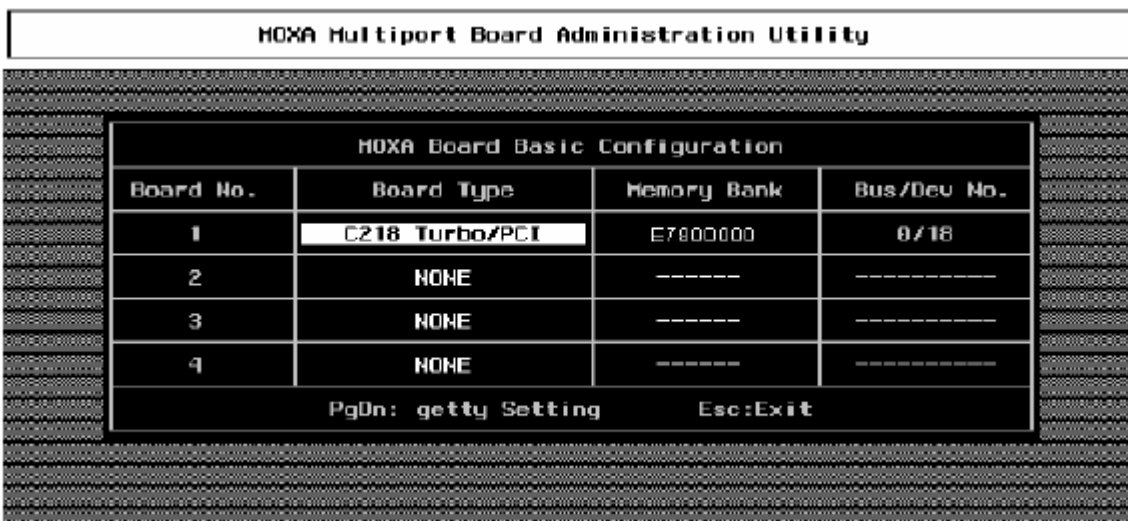 MOXA Multiport Board Administration Utility
MOXA Board Basic Configuration
Board No. Board Type Memory Bank Bus/Dev No.
1 C218 Turbo/PCI E7800000 0/18
2 NONE ------ ----------
3 NONE ------ ----------
4 NONE ------ ----------
PgDn: getty Setting Esc:Exit